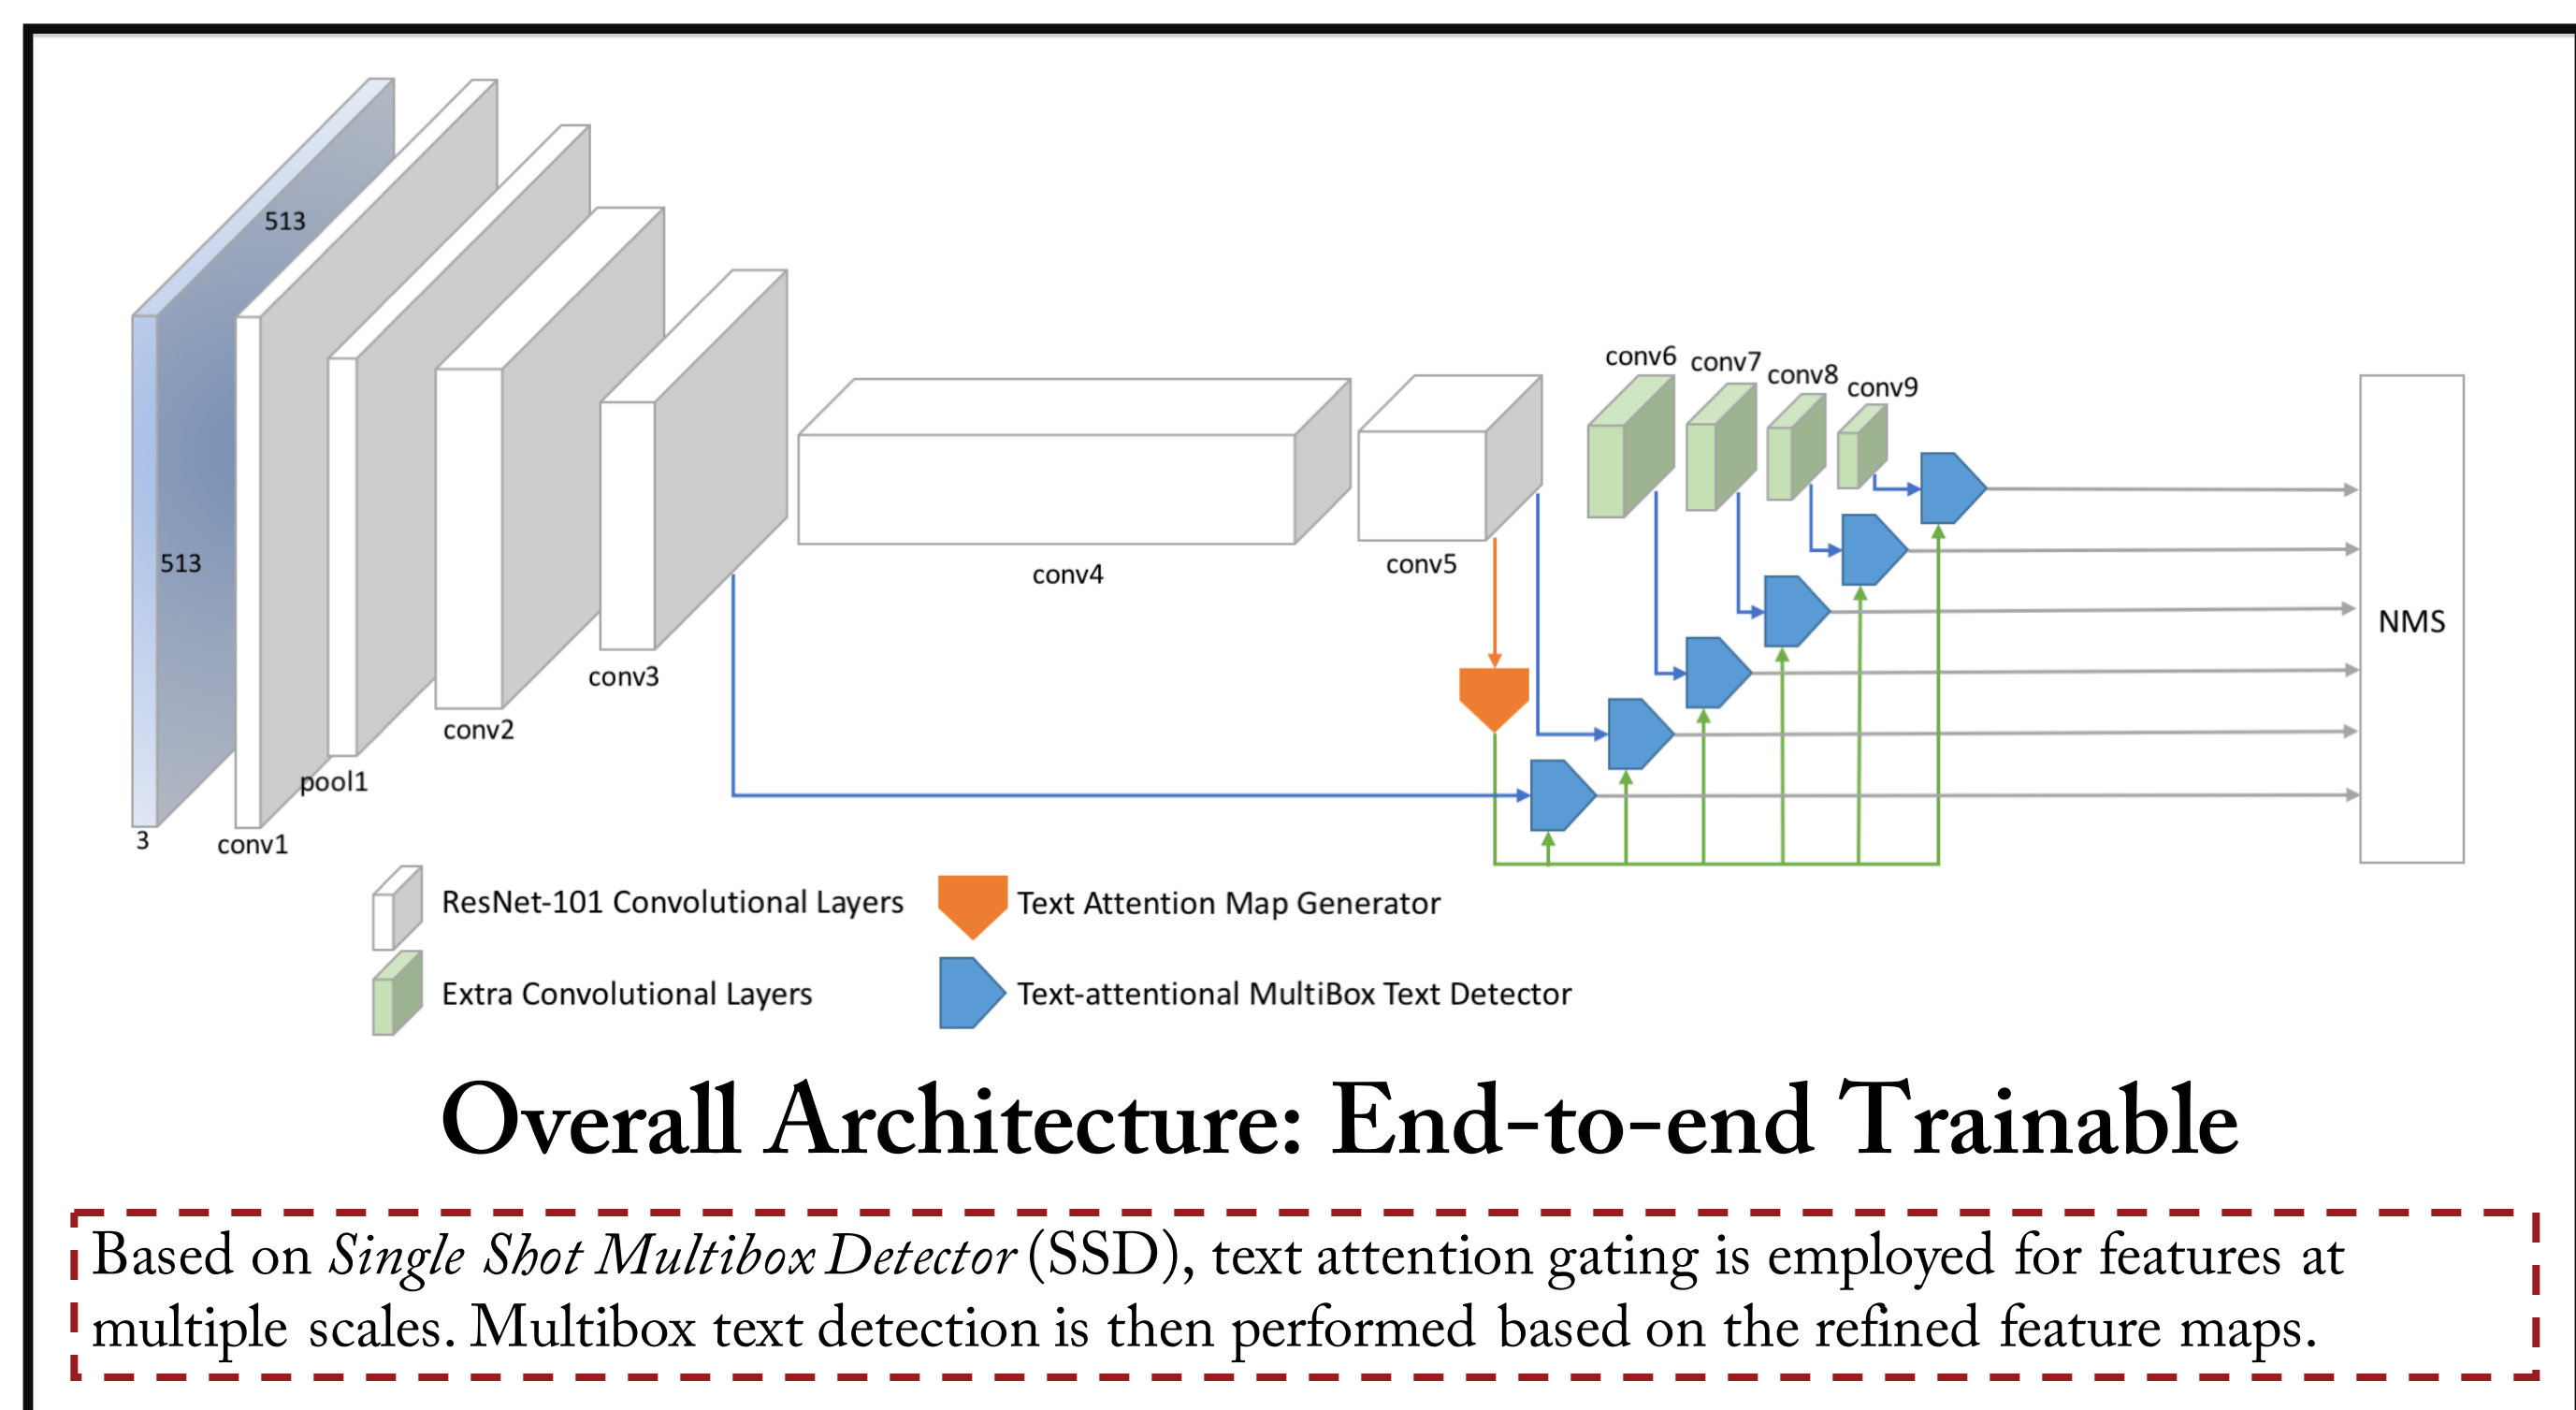 513
513
3
conv1
pool1
conv2
conv3
conv4
conv5
conv6
conv7
conv8
conv9
NMS
ResNet-101 Convolutional Layers
Text Attention Map Generator
Extra Convolutional Layers
Text-attentional MultiBox Text Detector
Overall Architecture: End-to-end Trainable
Based on Single Shot Multibox Detector (SSD), text attention gating is employed for features at
multiple scales. Multibox text detection is then performed based on the refined feature maps.